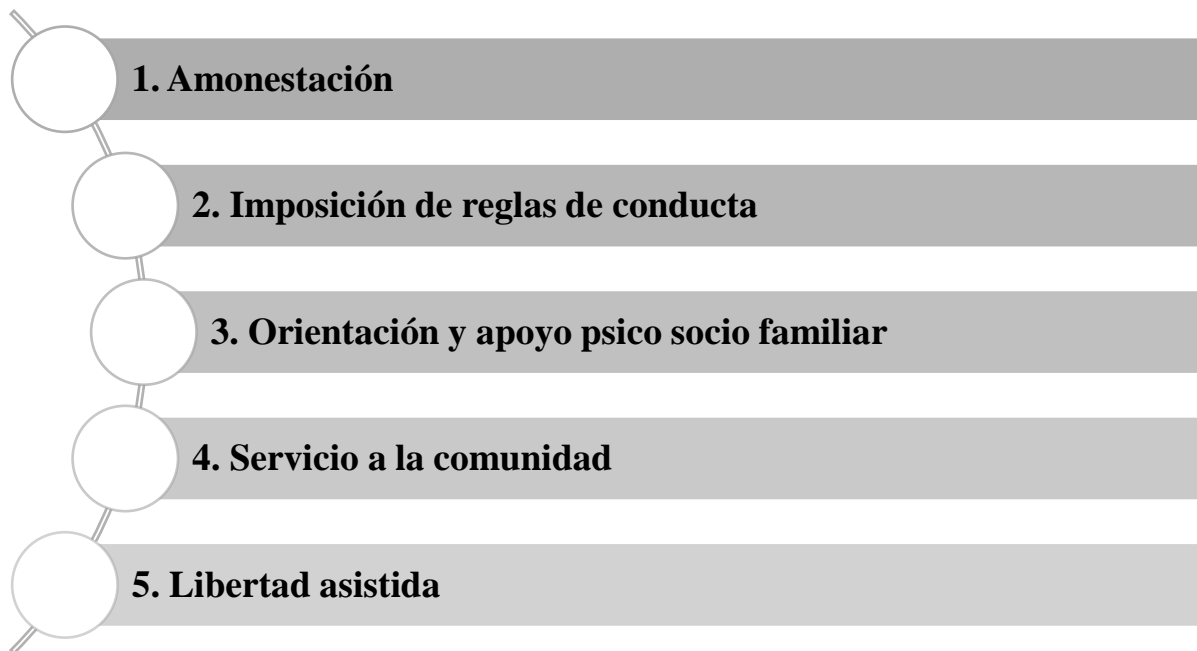 1. Amonestación
2. Imposición de reglas de conducta
3. Orientación y apoyo psico socio familiar
4. Servicio a la comunidad
5. Libertad asistida